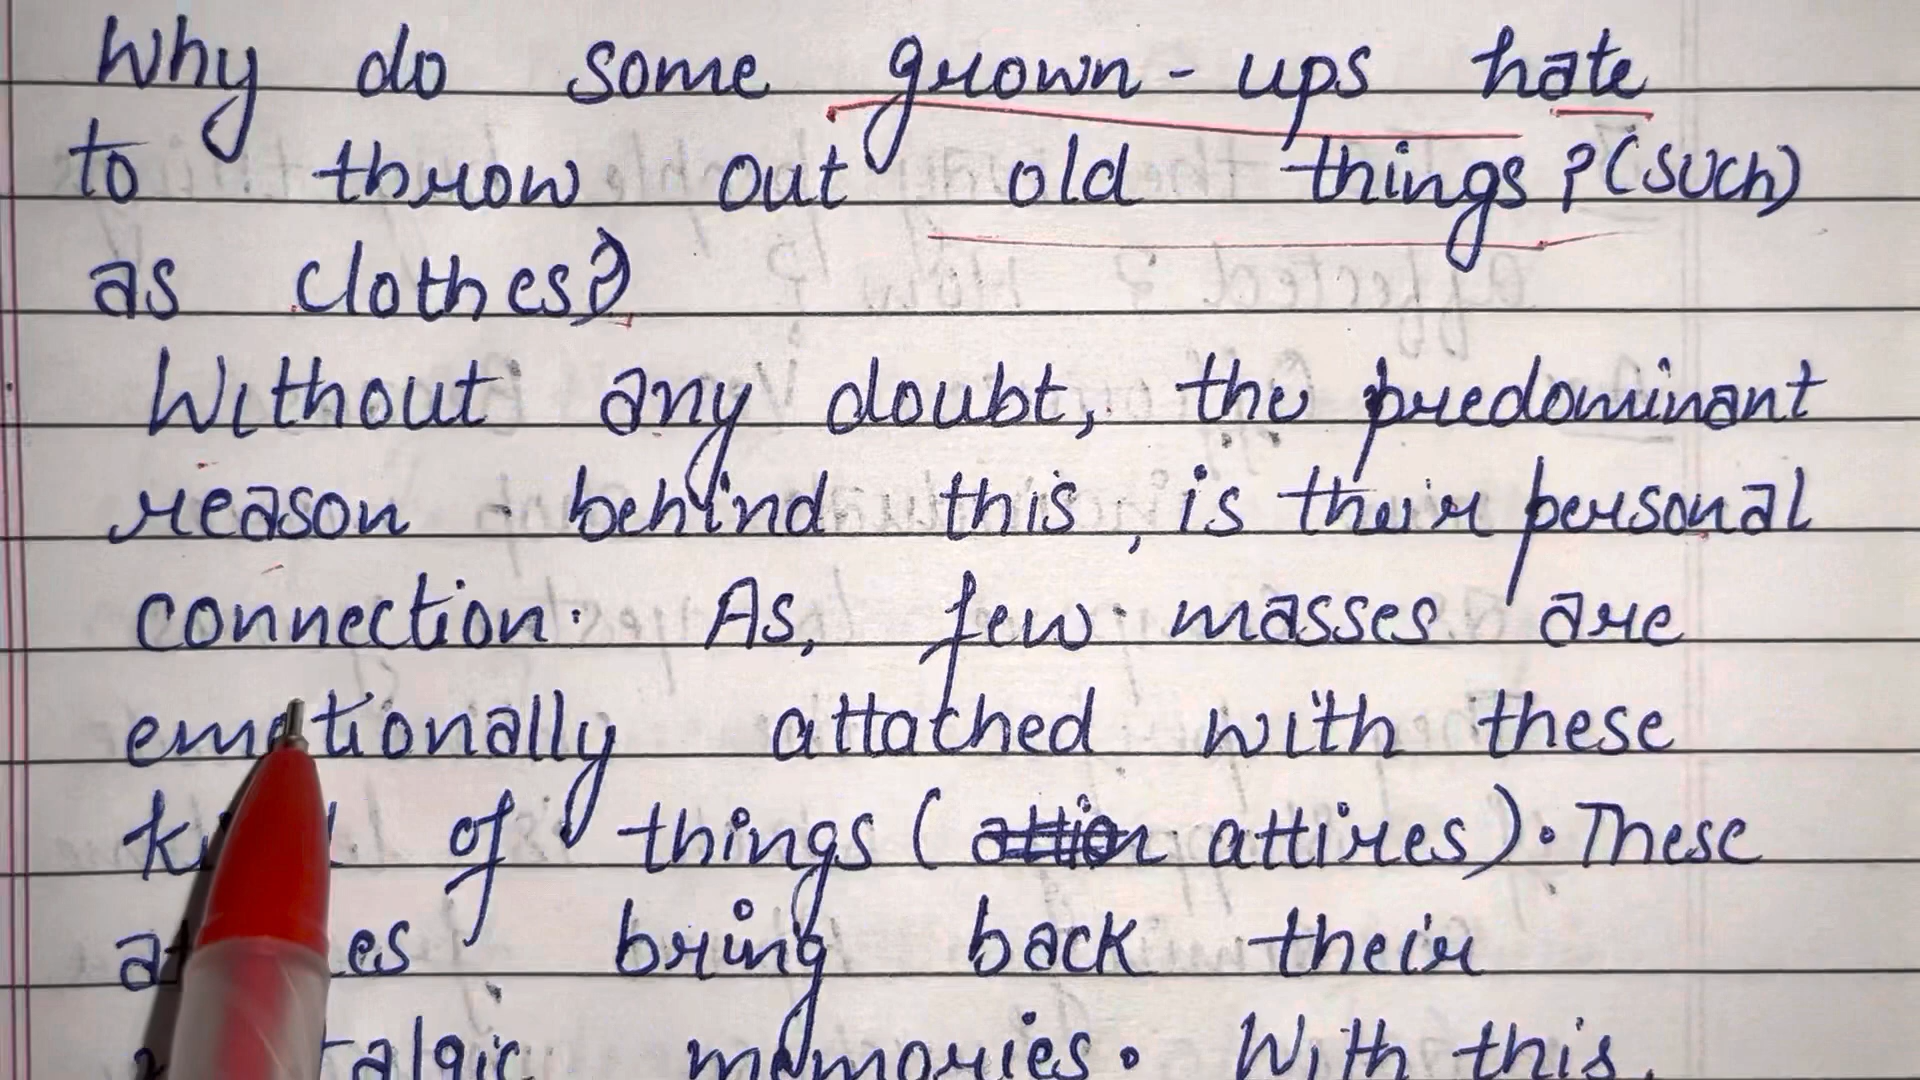 Why do some grown-ups hate
to throw out old things? (such)
as clothes?)
Without any doubt, the predominant
reason behind this, is their personal
connection. As, few masses are
emotionally attached with these
of things ( attires). These
bring back their
memories. With this,